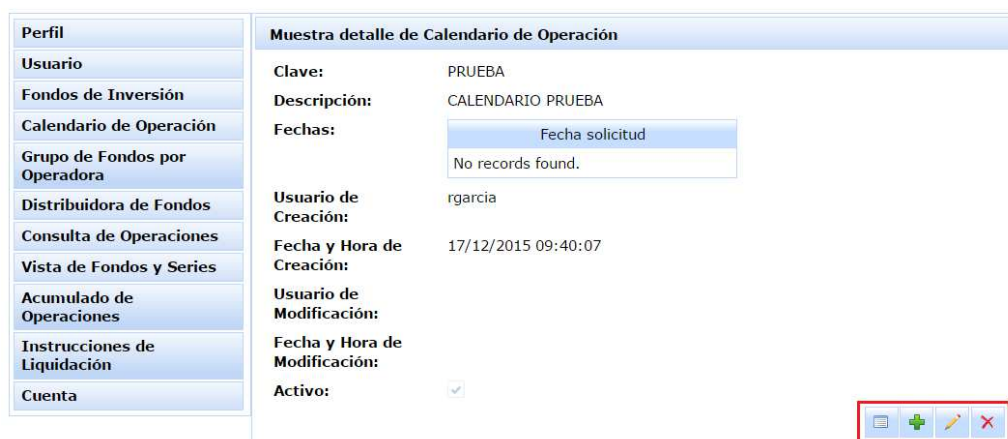 Perfil
Usuario
Fondos de Inversión
Calendario de Operación
Grupo de Fondos por
Operadora
Distribuidora de Fondos
Consulta de Operaciones
Vista de Fondos y Series
Acumulado de
Operaciones
Instrucciones de
Liquidación
Cuenta
Muestra detalle de Calendario de Operación
Clave: PRUEBA
Descripción: CALENDARIO PRUEBA
Fechas: Fecha solicitud
No records found.
Usuario de
Creación: rgarcia
Fecha y Hora de
Creación: 17/12/2015 09:40:07
Usuario de
Modificación:
Fecha y Hora de
Modificación:
Activo: